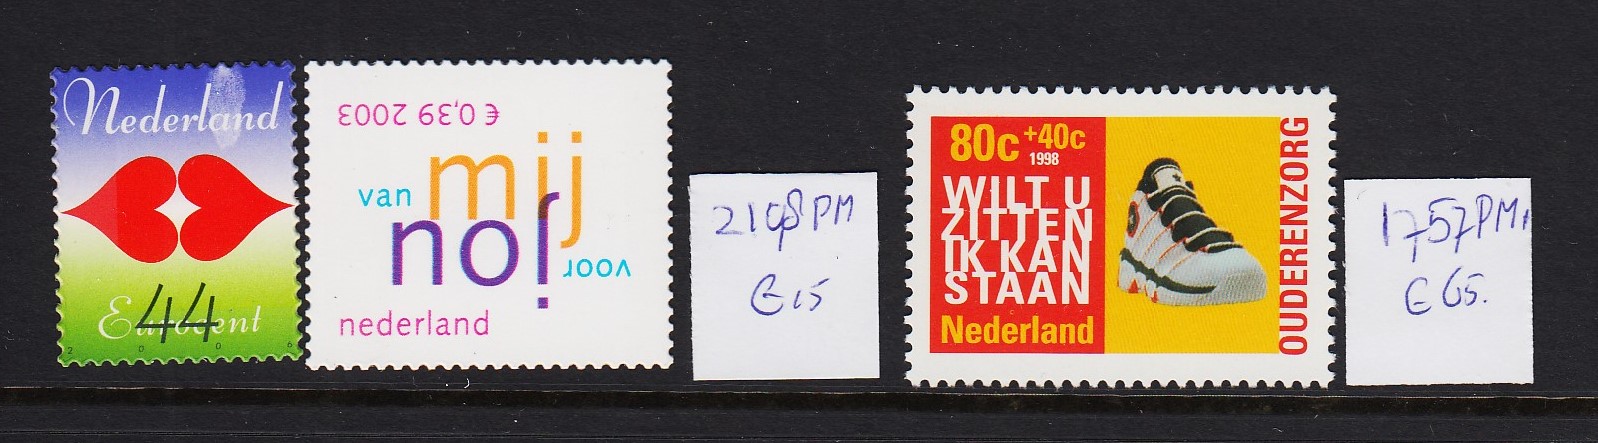 Nederland
44
Eurocent
2006
€ 0,39 2003
van mij
voor jou
nederland
2108PM
€ 15
80c +40c
1998
WILT U
ZITTEN
IK KAN
STAAN
Nederland
OUDERENZORG
1757PM,
€ 65.